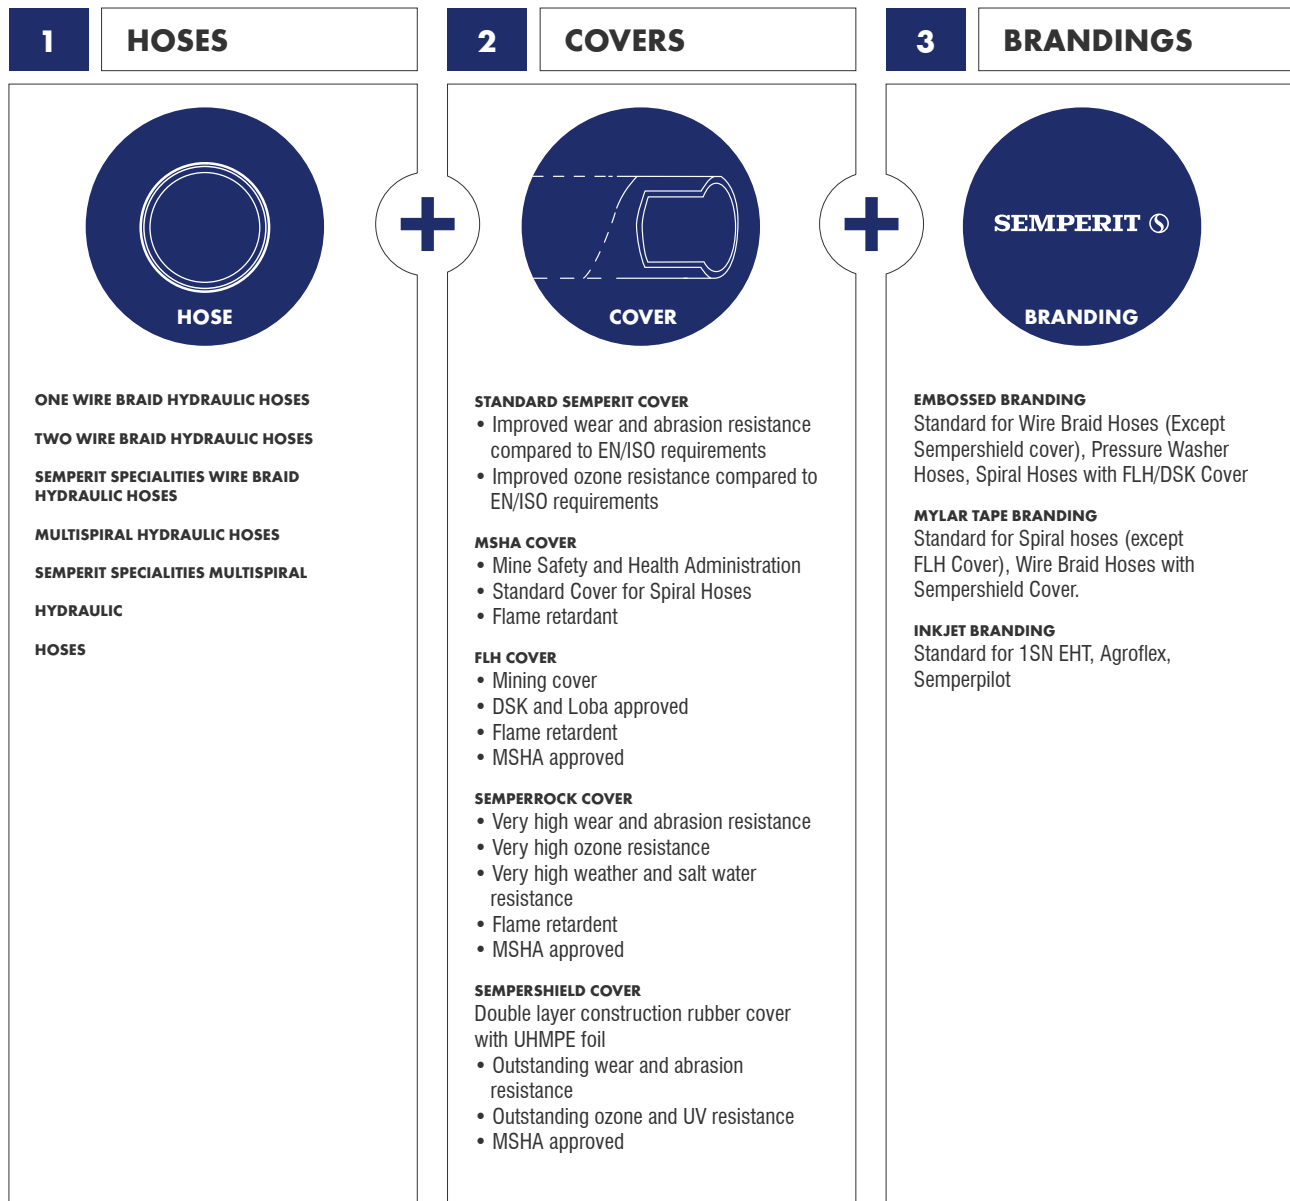 1
HOSES
HOSE
ONE WIRE BRAID HYDRAULIC HOSES
TWO WIRE BRAID HYDRAULIC HOSES
SEMPERIT SPECIALITIES WIRE BRAID
HYDRAULIC HOSES
MULTISPIRAL HYDRAULIC HOSES
SEMPERIT SPECIALITIES MULTISPIRAL
HYDRAULIC
HOSES
+
2
COVERS
COVER
STANDARD SEMPERIT COVER
• Improved wear and abrasion resistance
compared to EN/ISO requirements
• Improved ozone resistance compared to
EN/ISO requirements
MSHA COVER
• Mine Safety and Health Administration
• Standard Cover for Spiral Hoses
• Flame retardant
FLH COVER
• Mining cover
• DSK and Loba approved
• Flame retardent
• MSHA approved
SEMPERROCK COVER
• Very high wear and abrasion resistance
• Very high ozone resistance
• Very high weather and salt water
resistance
• Flame retardent
• MSHA approved
SEMPERSHIELD COVER
Double layer construction rubber cover
with UHMPE foil
• Outstanding wear and abrasion
resistance
• Outstanding ozone and UV resistance
• MSHA approved
+
3
BRANDINGS
SEMPERIT S
BRANDING
EMBOSSED BRANDING
Standard for Wire Braid Hoses (Except
Sempershield cover), Pressure Washer
Hoses, Spiral Hoses with FLH/DSK Cover
MYLAR TAPE BRANDING
Standard for Spiral hoses (except
FLH Cover), Wire Braid Hoses with
Sempershield Cover.
INKJET BRANDING
Standard for 1SN EHT, Agroflex,
Semperpilot